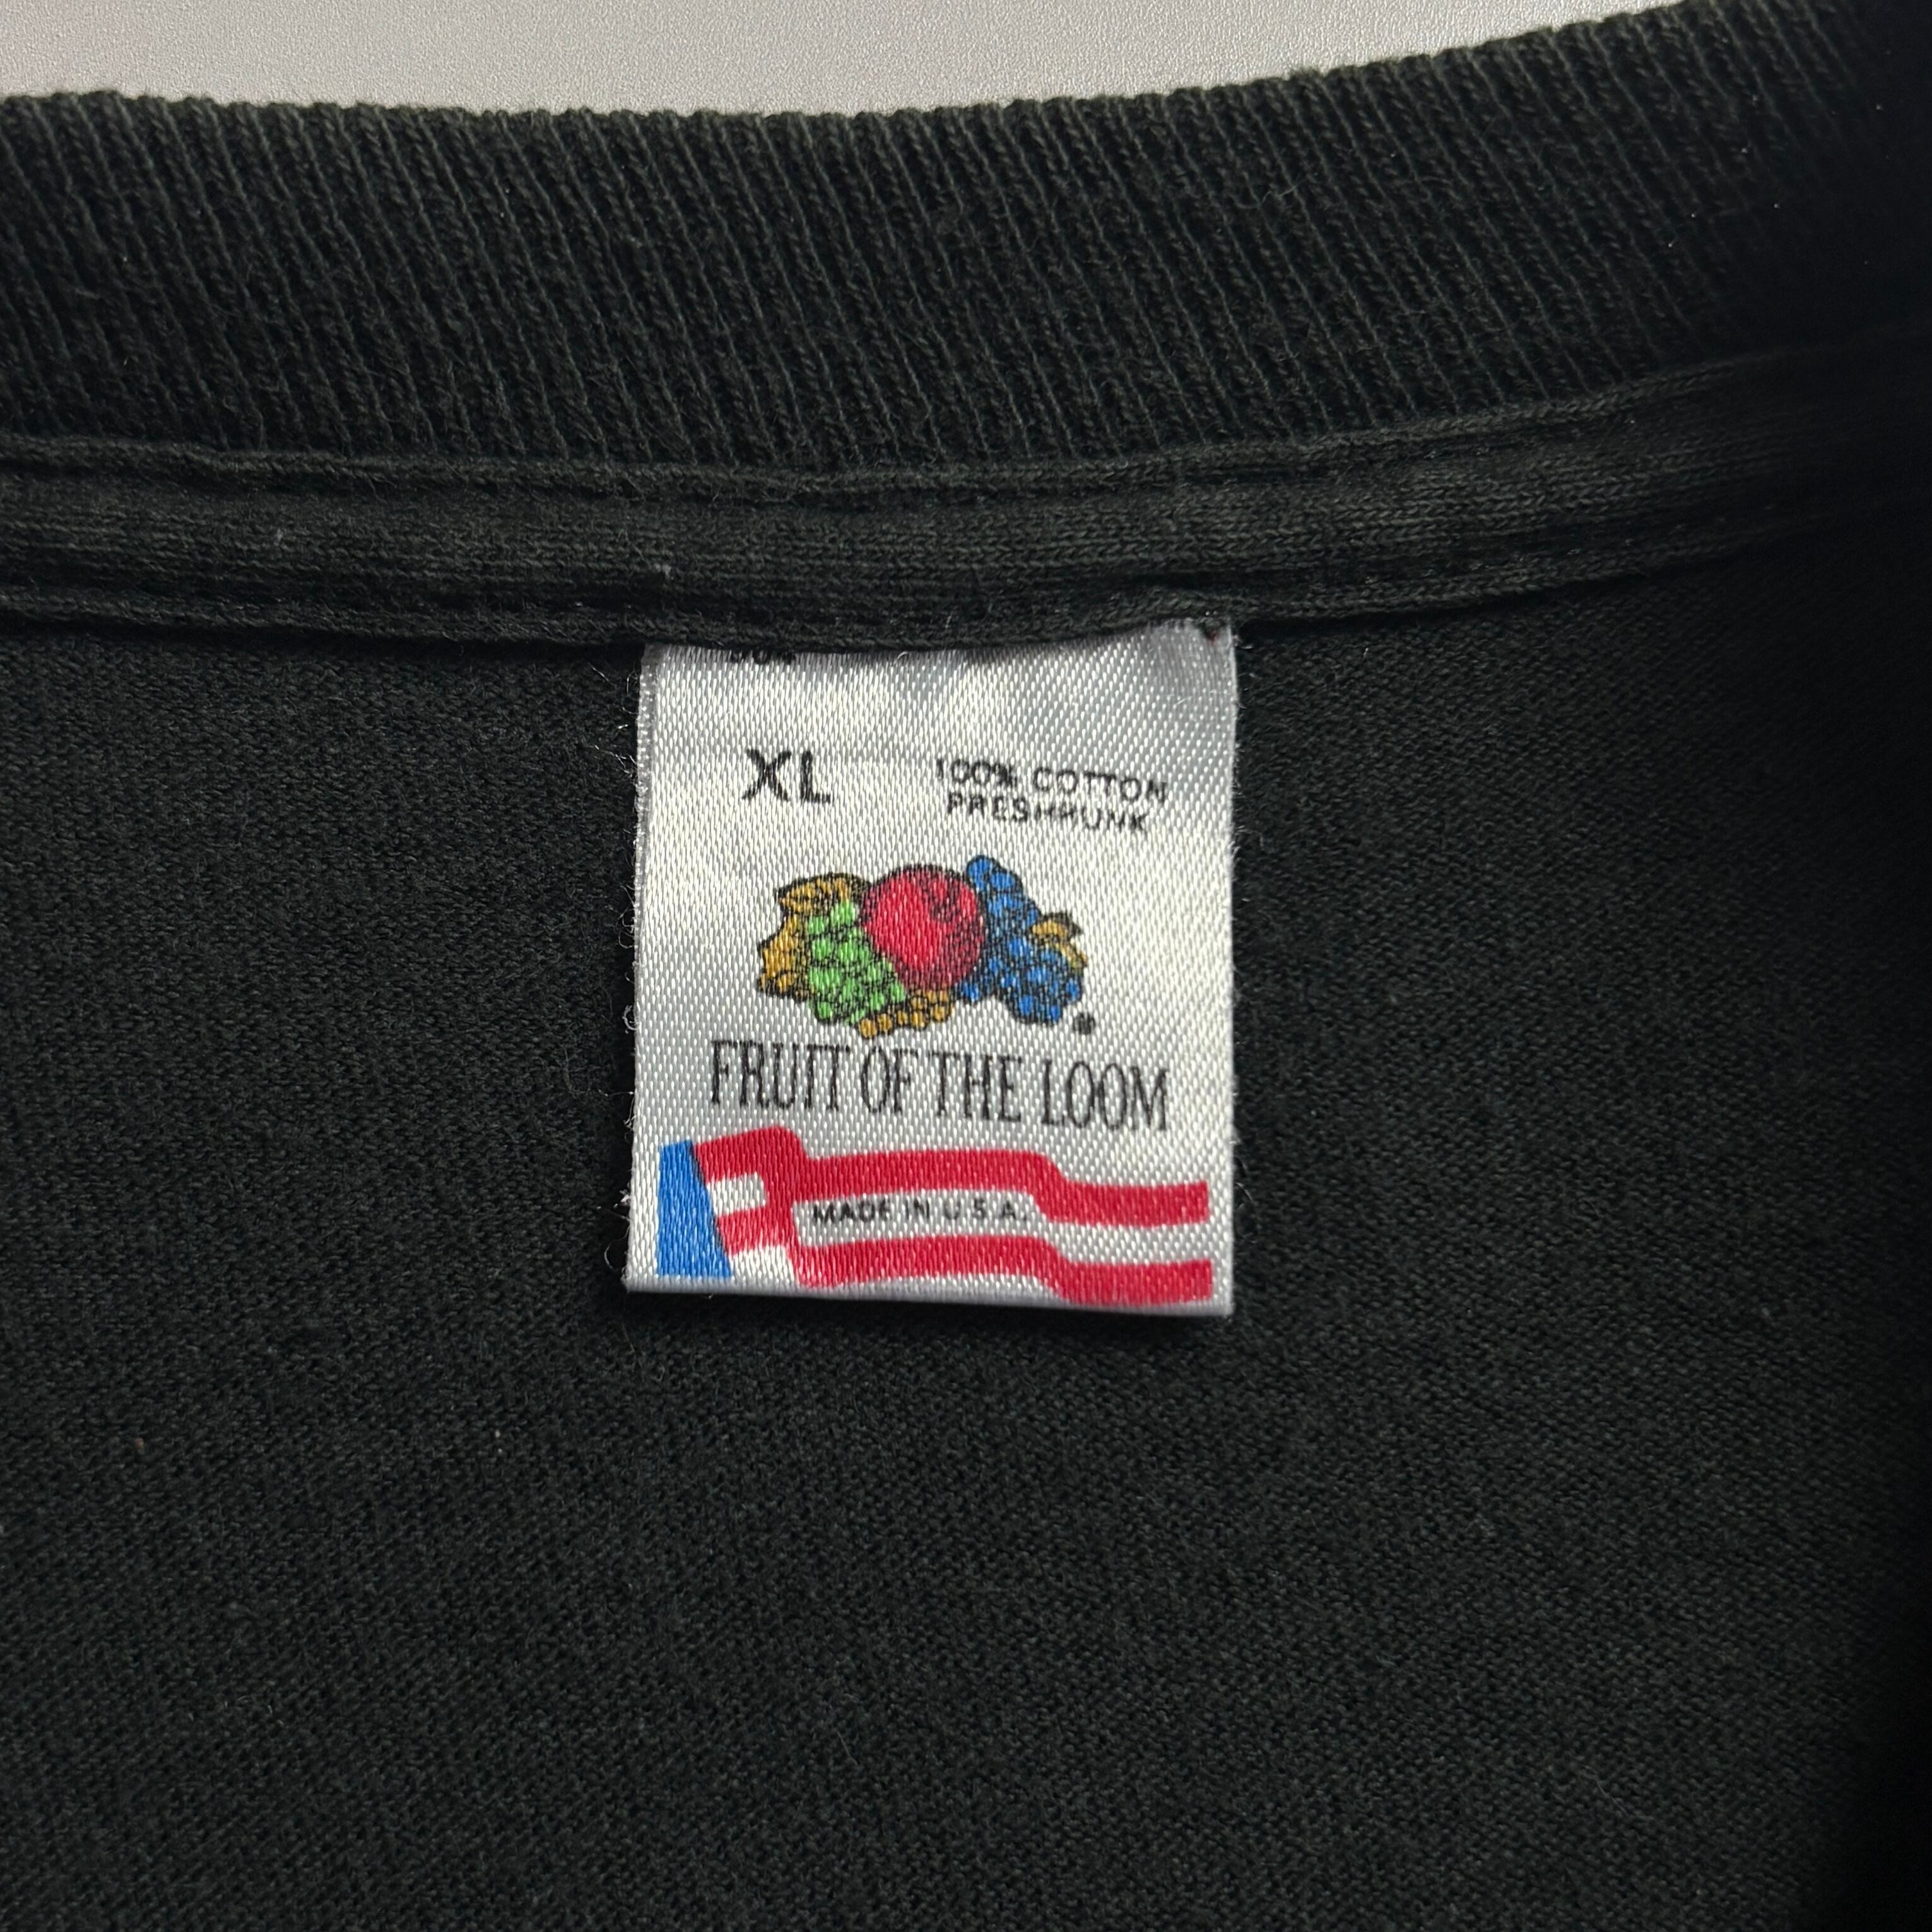 XL
100% COTTON
PRESHRUNK
FRUIT OF THE LOOM
MADE IN U.S.A.